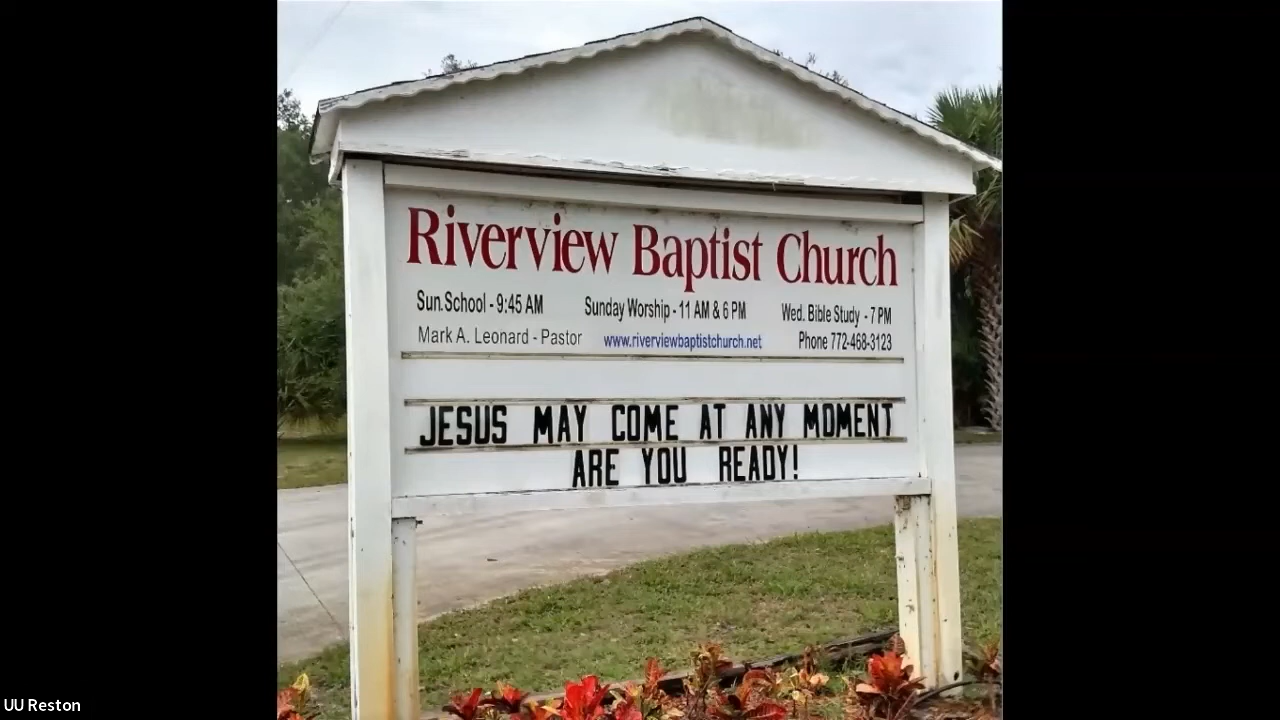 Riverview Baptist Church
Sun.School - 9:45 AM Sunday Worship - 11 AM & 6 PM Wed. Bible Study - 7 PM
Mark A. Leonard - Pastor www.riverviewbaptistchurch.net Phone 772-468-3123
JESUS MAY COME AT ANY MOMENT
ARE YOU READY!
UU Reston